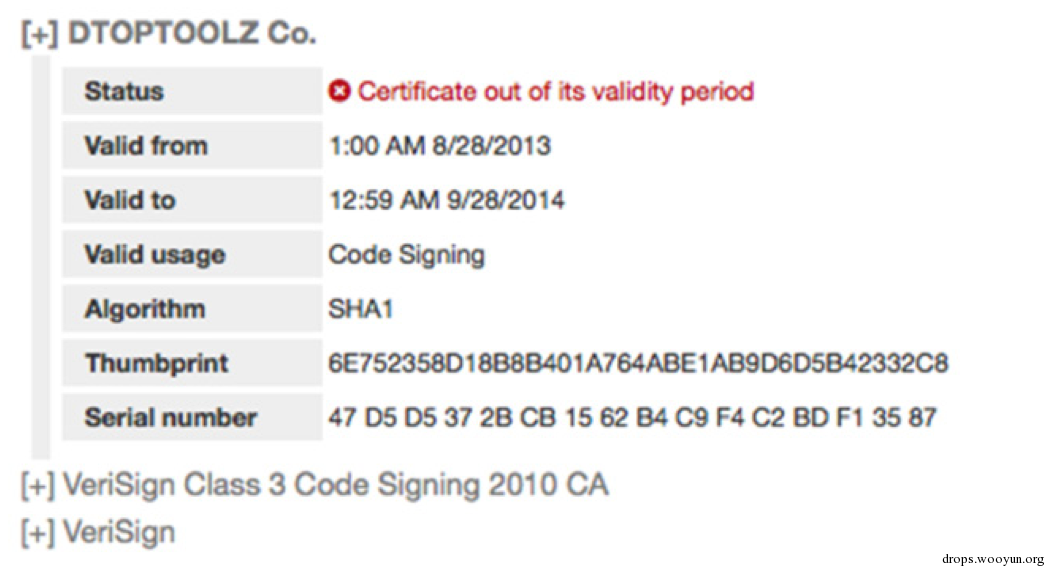 [+] DTOPTOOLZ Co.
Status Certificate out of its validity period
Valid from 1:00 AM 8/28/2013
Valid to 12:59 AM 9/28/2014
Valid usage Code Signing
Algorithm SHA1
Thumbprint 6E752358D18B8B401A764ABE1AB9D6D5B42332C8
Serial number 47 D5 D5 37 2B CB 15 62 B4 C9 F4 C2 BD F1 35 87
[+] VeriSign Class 3 Code Signing 2010 CA
[+] VeriSign
drops.wooyun.org